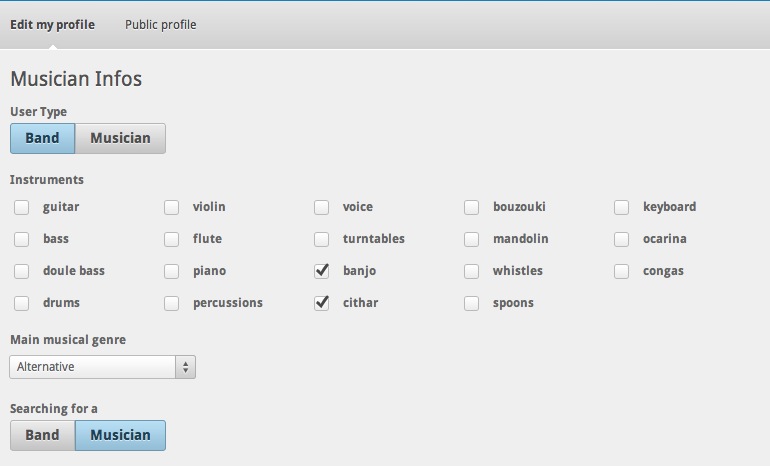 Edit my profile Public profile
Musician Infos
User Type
Band Musician
Instruments
guitar violin voice bouzouki keyboard
bass flute turntables mandolin ocarina
doule bass piano banjo whistles congas
drums percussions cithar spoons
Main musical genre
Alternative
Searching for a
Band Musician